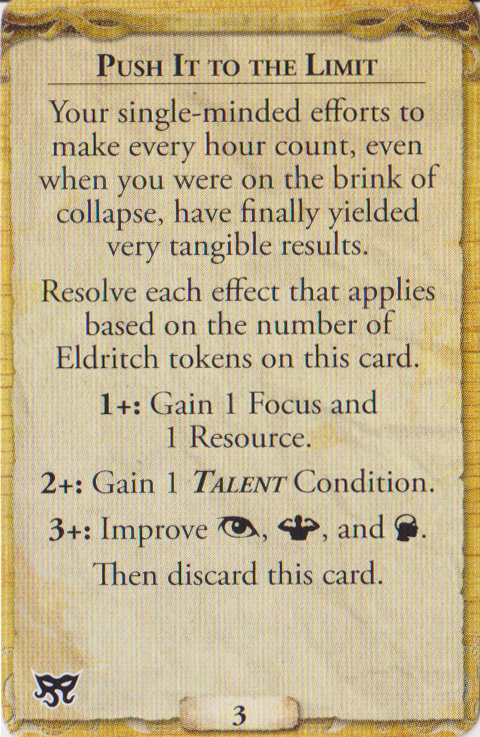 PUSH IT TO THE LIMIT
Your single-minded efforts to
make every hour count, even
when you were on the brink of
collapse, have finally yielded
very tangible results.
Resolve each effect that applies
based on the number of
Eldritch tokens on this card.
1+: Gain 1 Focus and
1 Resource.
2+: Gain 1 TALENT Condition.
3+: Improve , , and .
Then discard this card.
3